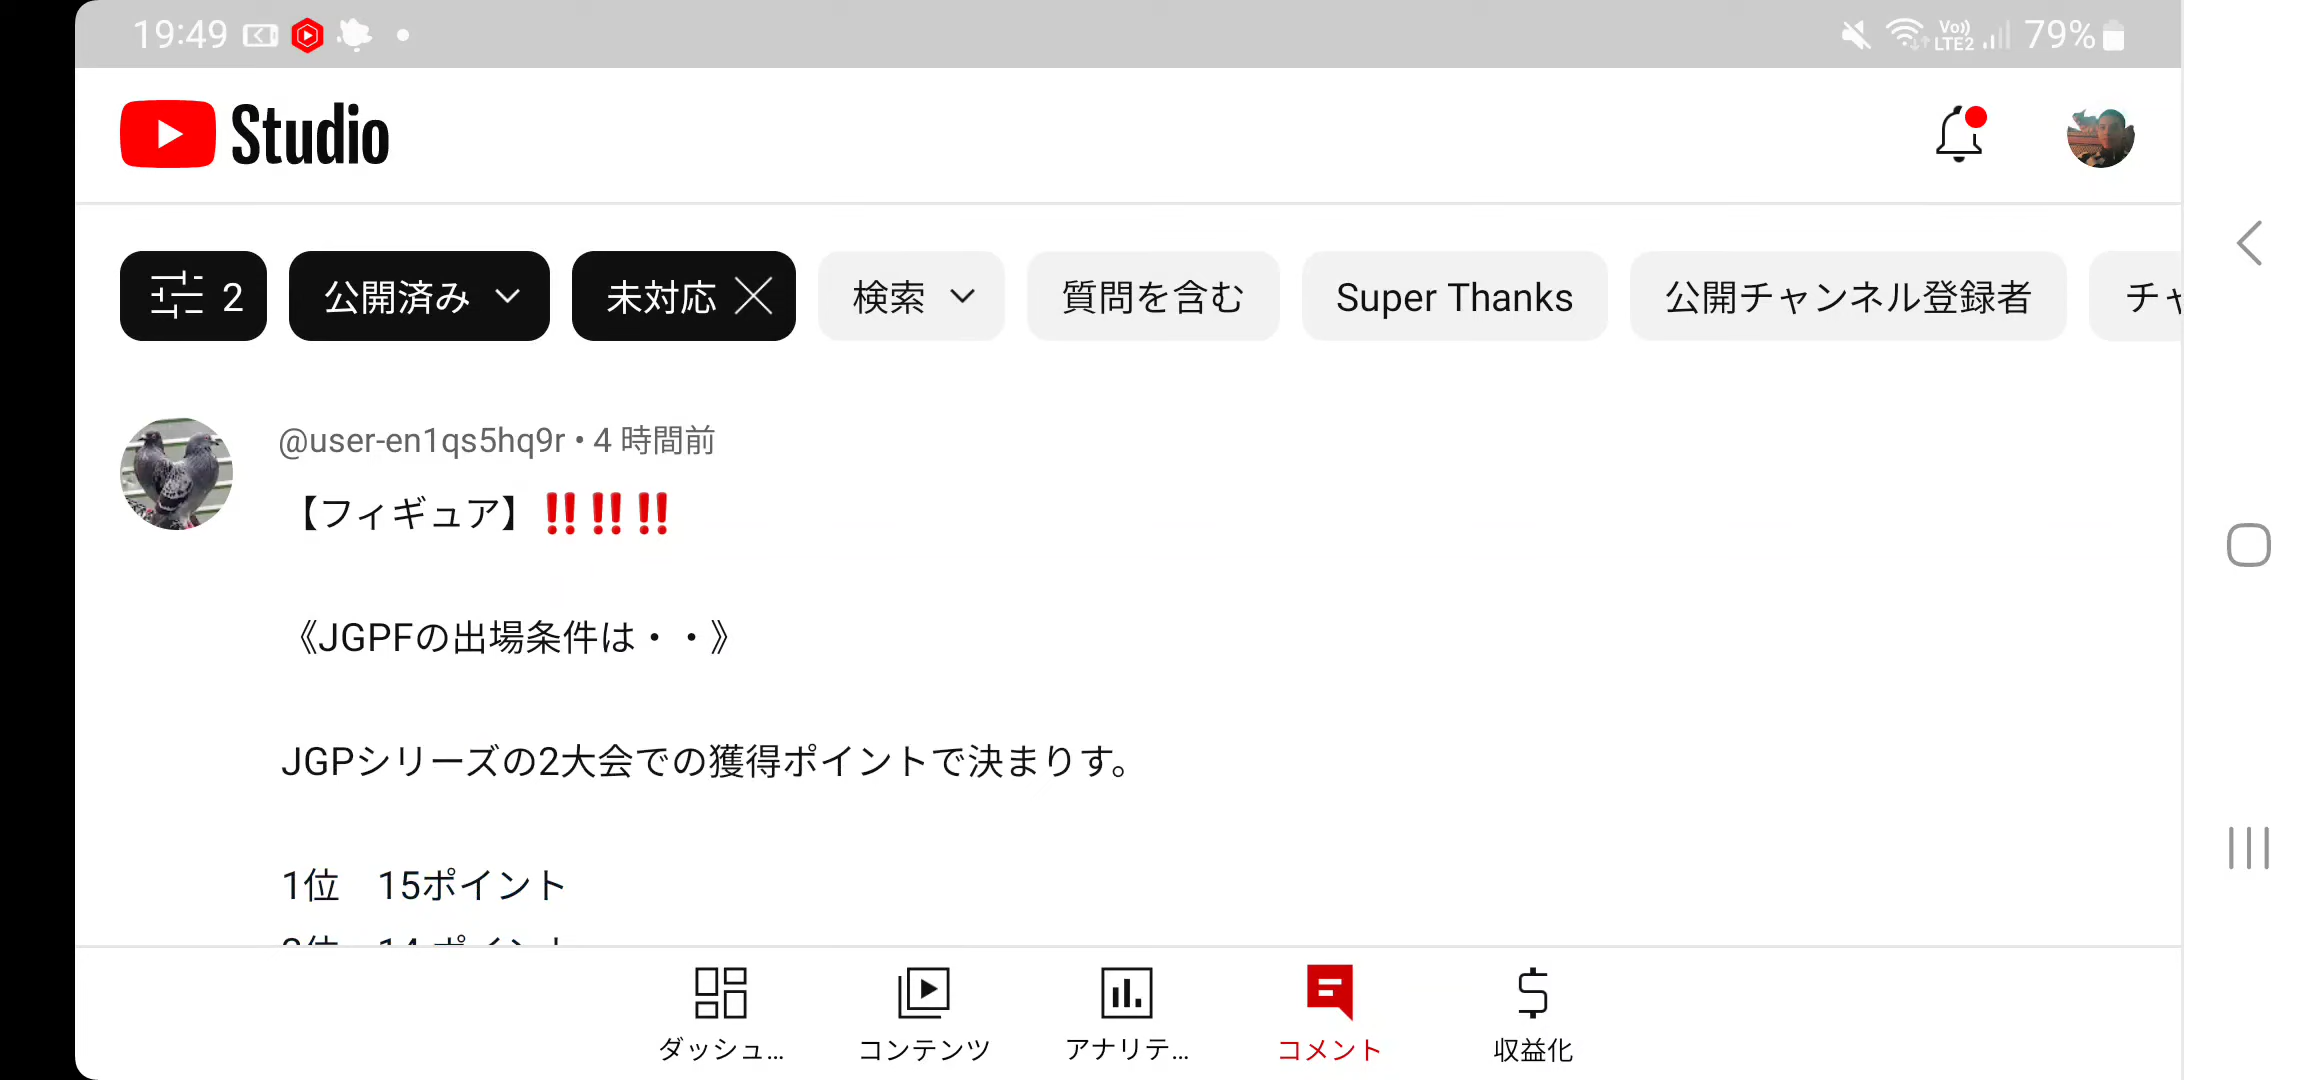 19:49
Vo)) LTE2 79%
Studio
2 公開済み 未対応 検索 質問を含む Super Thanks 公開チャンネル登録者 チャ
@user-en1qs5hq9r • 4 時間前
【フィギュア】‼️‼️‼️
《JGPFの出場条件は・・》
JGPシリーズの2大会での獲得ポイントで決まりす。
1位　15ポイント
ダッシュ... コンテンツ アナリテ... コメント 収益化